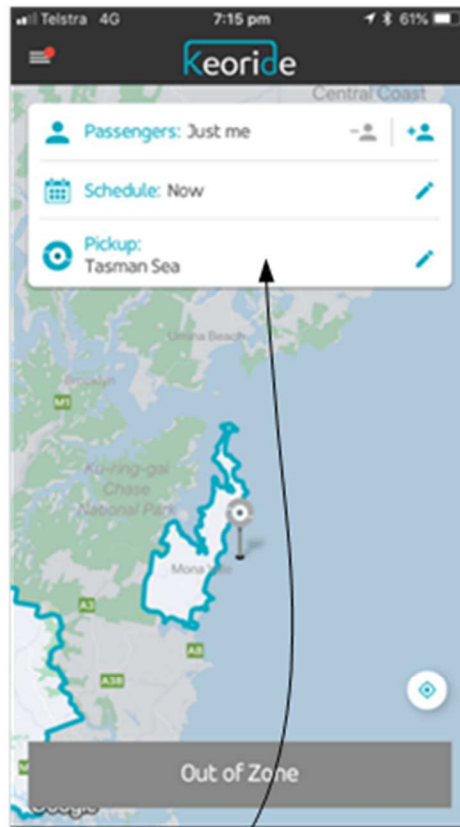 Telstra 4G 7:15 pm 61%
Keoride
Central Coast
Passengers: Just me
Schedule: Now
Pickup:
Tasman Sea
Umina Beach
Brooklyn
M1
Ku-ring-gai
Chase
National Park
Mona Vale
A3
A8
A3B
Out of Zone
Google